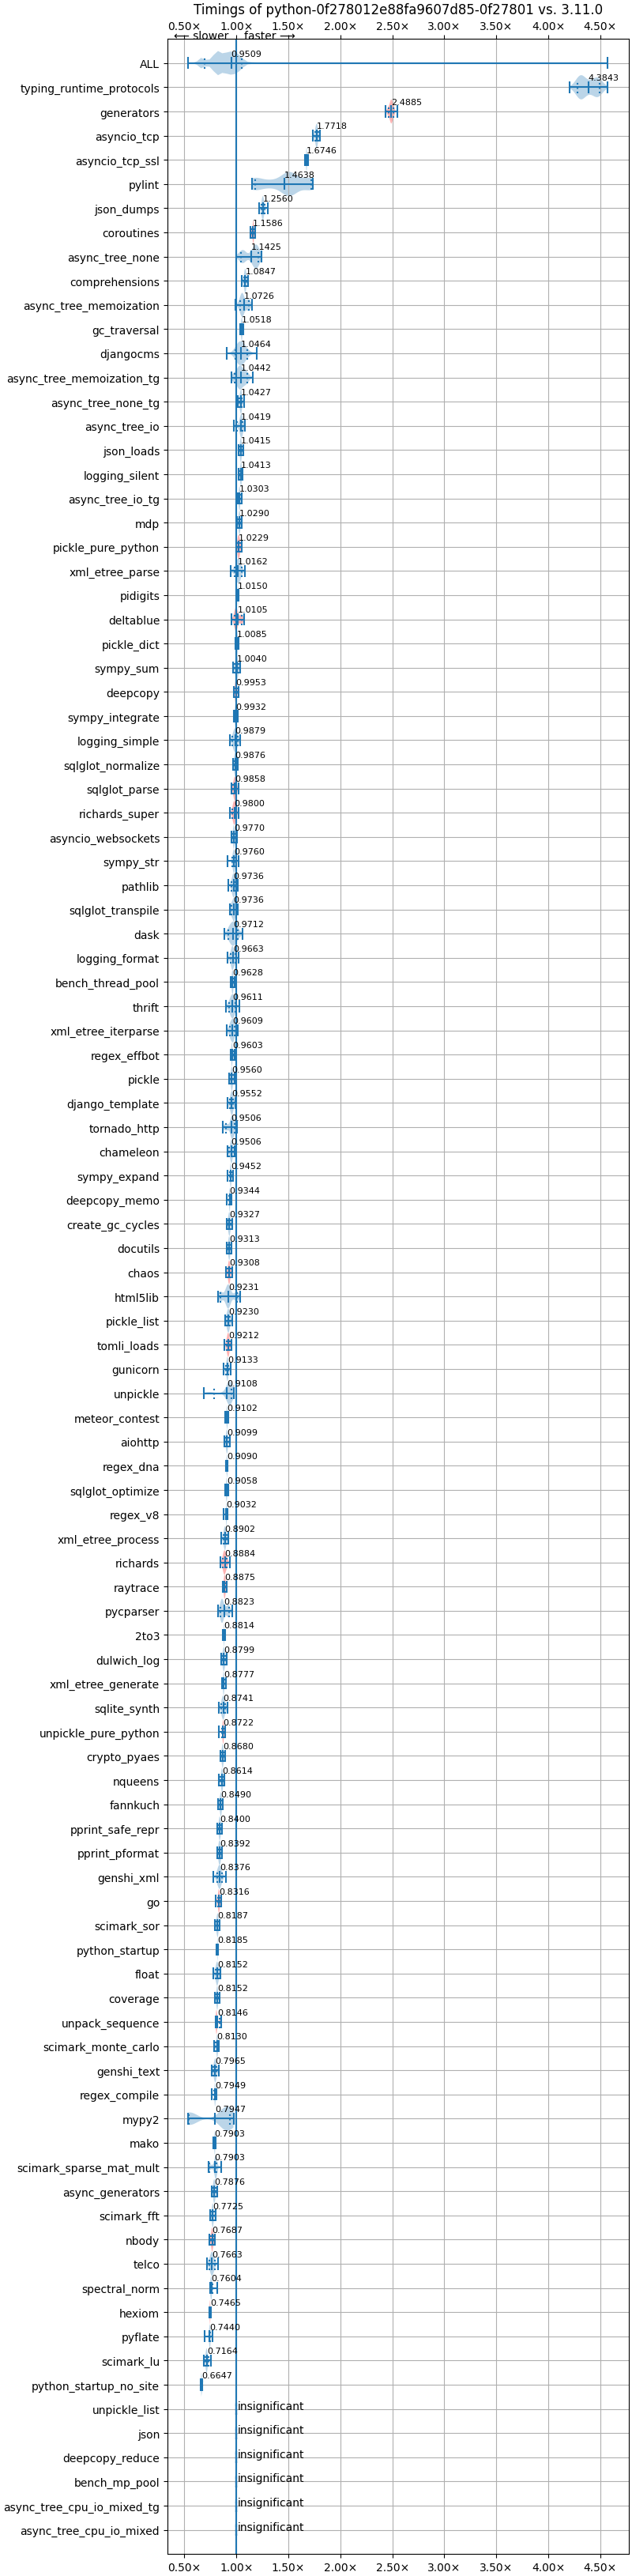 Timings of python-0f278012e88fa9607d85-0f27801 vs. 3.11.0
0.50× 1.00× 1.50× 2.00× 2.50× 3.00× 3.50× 4.00× 4.50×
⟵ slower faster ⟶
ALL 0.9509
typing_runtime_protocols 4.3843
generators 2.4885
asyncio_tcp 1.7718
asyncio_tcp_ssl 1.6746
pylint 1.4638
json_dumps 1.2560
coroutines 1.1586
async_tree_none 1.1425
comprehensions 1.0847
async_tree_memoization 1.0726
gc_traversal 1.0518
djangocms 1.0464
async_tree_memoization_tg 1.0442
async_tree_none_tg 1.0427
async_tree_io 1.0419
json_loads 1.0415
logging_silent 1.0413
async_tree_io_tg 1.0303
mdp 1.0290
pickle_pure_python 1.0229
xml_etree_parse 1.0162
pidigits 1.0150
deltablue 1.0105
pickle_dict 1.0085
sympy_sum 1.0040
deepcopy 0.9953
sympy_integrate 0.9932
logging_simple 0.9879
sqlglot_normalize 0.9876
sqlglot_parse 0.9858
richards_super 0.9800
asyncio_websockets 0.9770
sympy_str 0.9760
pathlib 0.9736
sqlglot_transpile 0.9736
dask 0.9712
logging_format 0.9663
bench_thread_pool 0.9628
thrift 0.9611
xml_etree_iterparse 0.9609
regex_effbot 0.9603
pickle 0.9560
django_template 0.9552
tornado_http 0.9506
chameleon 0.9506
sympy_expand 0.9452
deepcopy_memo 0.9344
create_gc_cycles 0.9327
docutils 0.9313
chaos 0.9308
html5lib 0.9231
pickle_list 0.9230
tomli_loads 0.9212
gunicorn 0.9133
unpickle 0.9108
meteor_contest 0.9102
aiohttp 0.9099
regex_dna 0.9090
sqlglot_optimize 0.9058
regex_v8 0.9032
xml_etree_process 0.8902
richards 0.8884
raytrace 0.8875
pycparser 0.8823
2to3 0.8814
dulwich_log 0.8799
xml_etree_generate 0.8777
sqlite_synth 0.8741
unpickle_pure_python 0.8722
crypto_pyaes 0.8680
nqueens 0.8614
fannkuch 0.8490
pprint_safe_repr 0.8400
pprint_pformat 0.8392
genshi_xml 0.8376
go 0.8316
scimark_sor 0.8187
python_startup 0.8185
float 0.8152
coverage 0.8152
unpack_sequence 0.8146
scimark_monte_carlo 0.8130
genshi_text 0.7965
regex_compile 0.7949
mypy2 0.7947
mako 0.7903
scimark_sparse_mat_mult 0.7903
async_generators 0.7876
scimark_fft 0.7725
nbody 0.7687
telco 0.7663
spectral_norm 0.7604
hexiom 0.7465
pyflate 0.7440
scimark_lu 0.7164
python_startup_no_site 0.6647
unpickle_list insignificant
json insignificant
deepcopy_reduce insignificant
bench_mp_pool insignificant
async_tree_cpu_io_mixed_tg insignificant
async_tree_cpu_io_mixed insignificant
0.50× 1.00× 1.50× 2.00× 2.50× 3.00× 3.50× 4.00× 4.50×